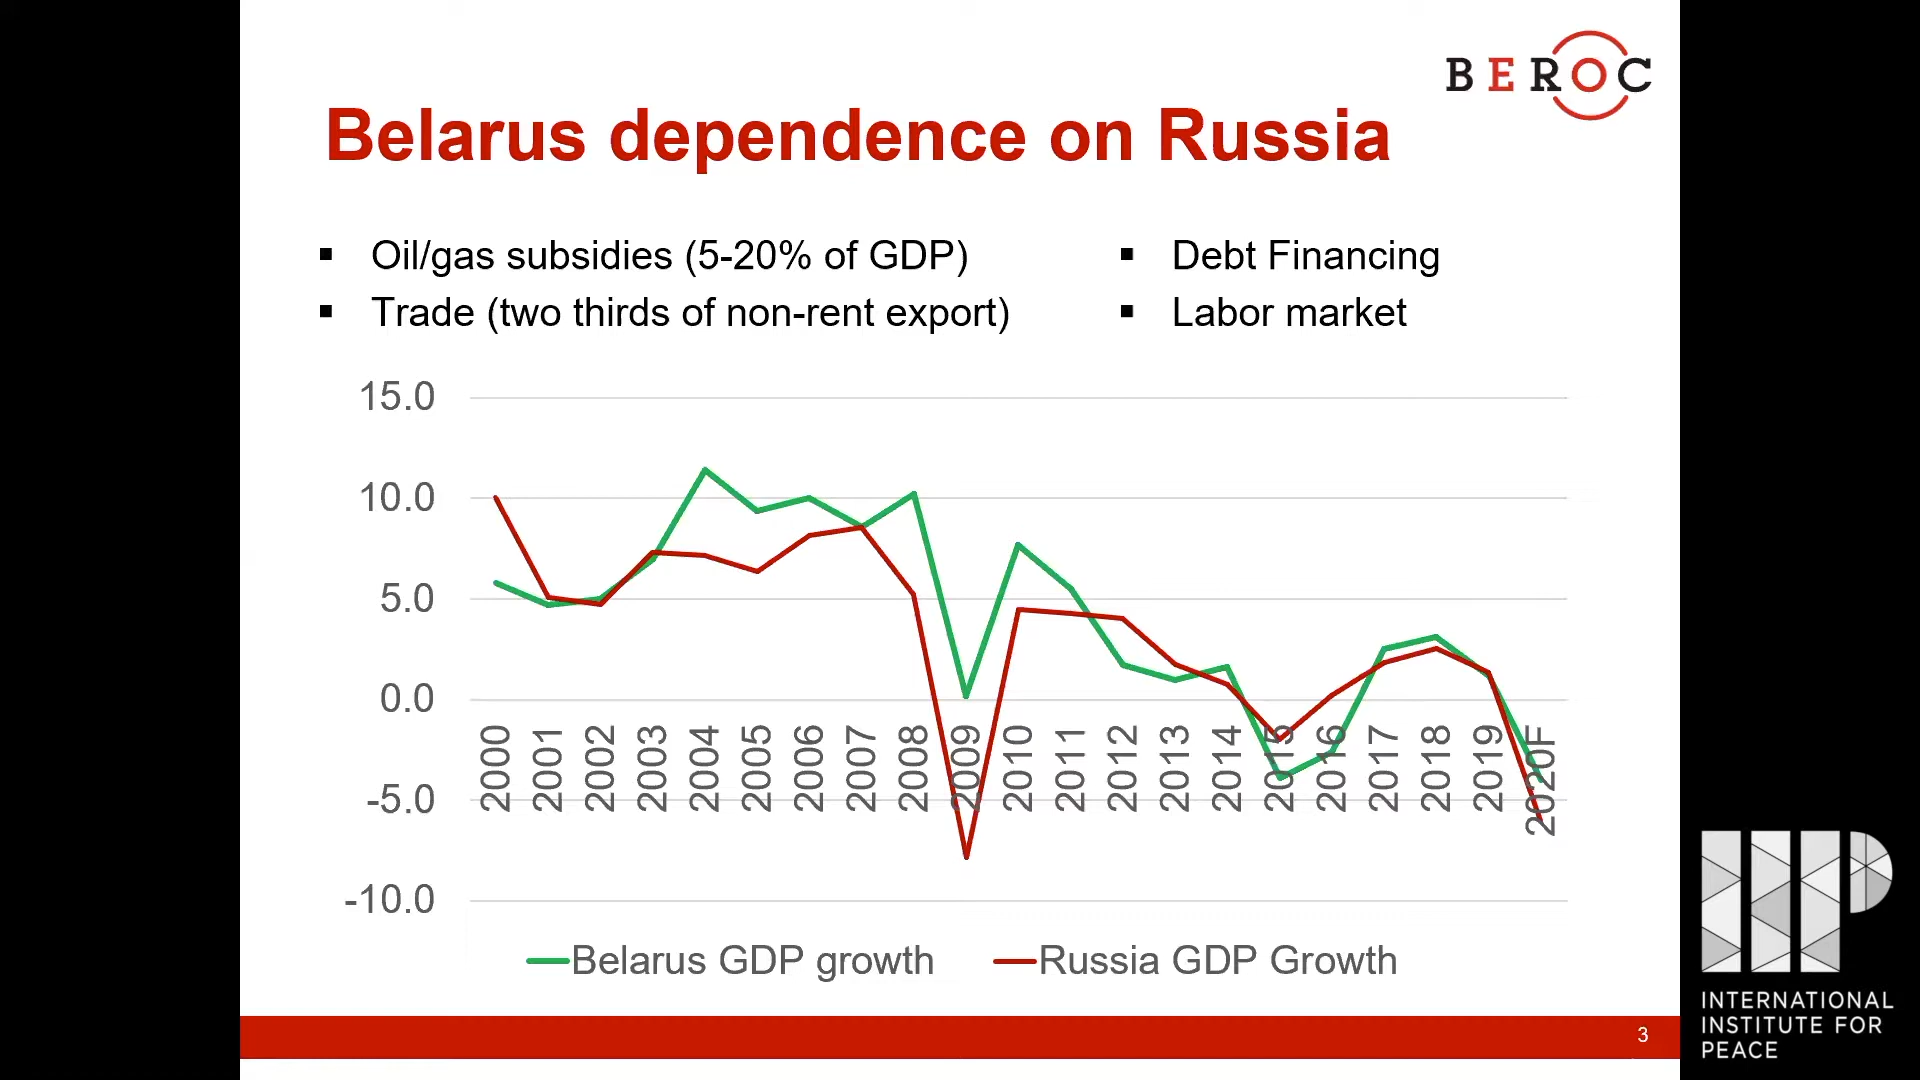 BEROC
Belarus dependence on Russia
▪ Oil/gas subsidies (5-20% of GDP)
▪ Trade (two thirds of non-rent export)
▪ Debt Financing
▪ Labor market
15.0
10.0
5.0
0.0
-5.0
-10.0
2000
2001
2002
2003
2004
2005
2006
2007
2008
2009
2010
2011
2012
2013
2014
2015
2016
2017
2018
2019
2020F
Belarus GDP growth
Russia GDP Growth
3
IIP
INTERNATIONAL
INSTITUTE FOR
PEACE